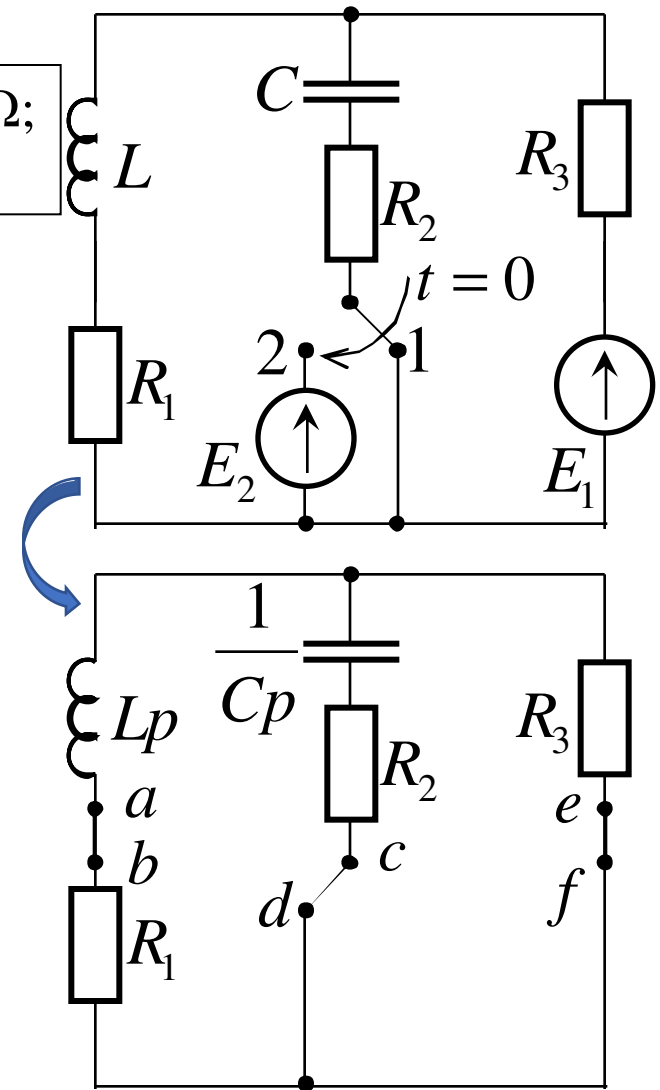 Ω;
C
L
R₃
R₂
t = 0
2
1
R₁
E₂
E₁
1
Cp
Lp
R₃
R₂
a
e
b
c
f
d
R₁